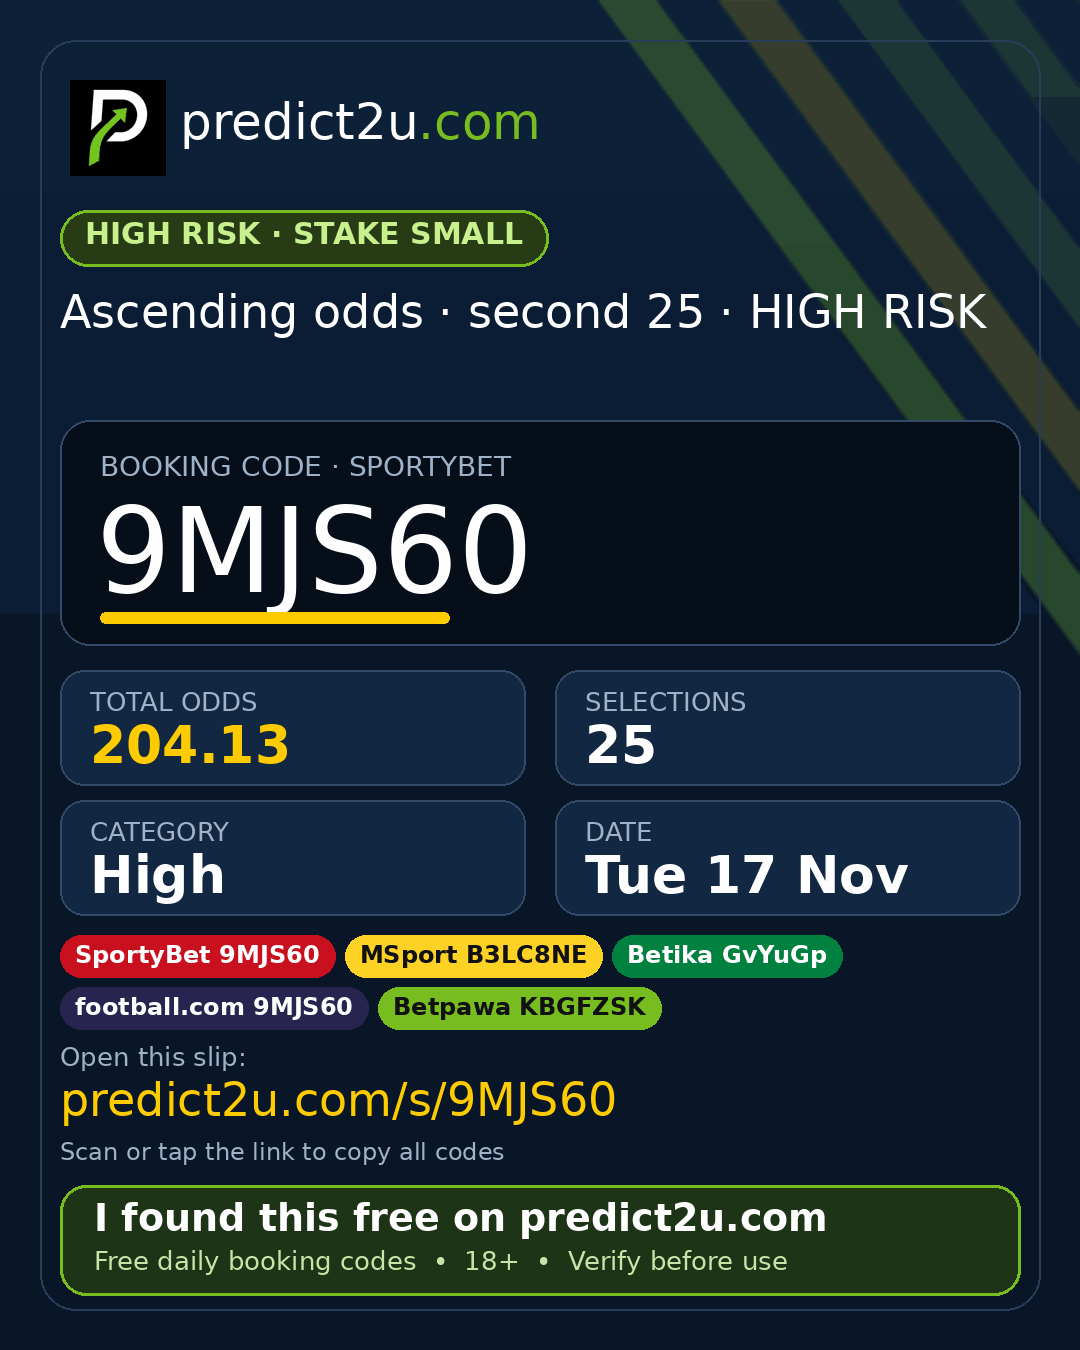 predict2u.com
HIGH RISK · STAKE SMALL
Ascending odds · second 25 · HIGH RISK
BOOKING CODE · SPORTYBET
9MJS60
TOTAL ODDS
204.13
SELECTIONS
25
CATEGORY
High
DATE
Tue 17 Nov
SportyBet 9MJS60
MSport B3LC8NE
Betika GvYuGp
football.com 9MJS60
Betpawa KBGFZSK
Open this slip:
predict2u.com/s/9MJS60
Scan or tap the link to copy all codes
I found this free on predict2u.com
Free daily booking codes • 18+ • Verify before use